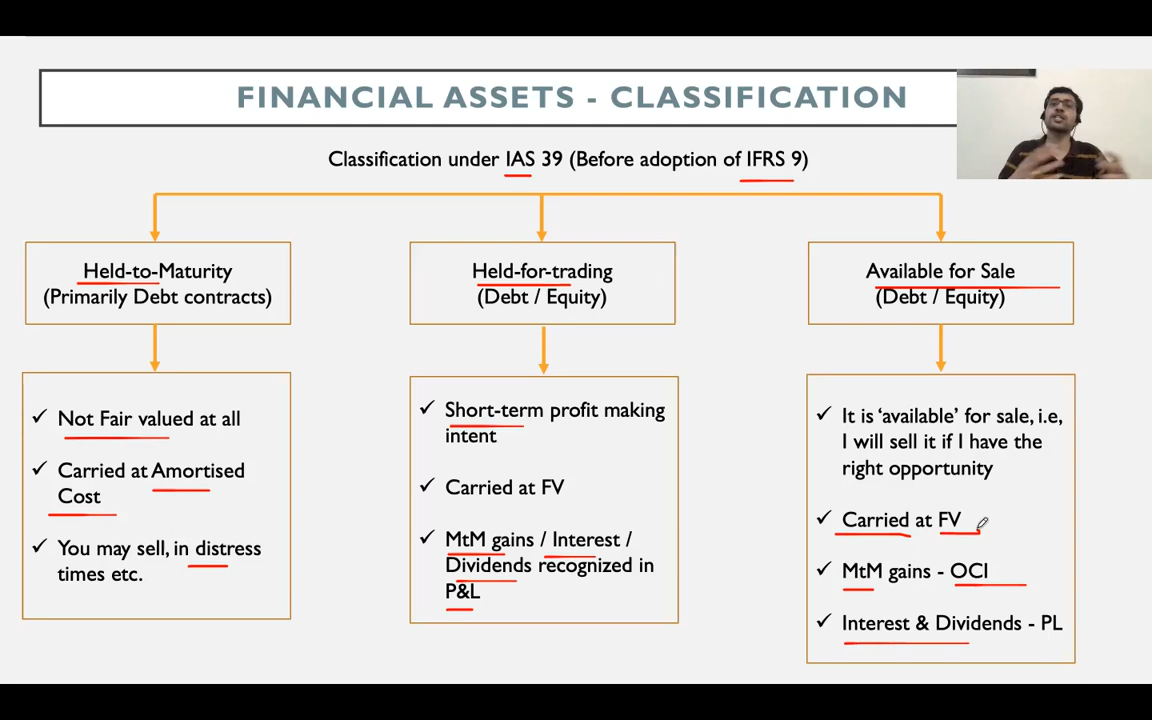 FINANCIAL ASSETS - CLASSIFICATION
Classification under IAS 39 (Before adoption of IFRS 9)
Held-to-Maturity
(Primarily Debt contracts)
Held-for-trading
(Debt / Equity)
Available for Sale
(Debt / Equity)
✓ Not Fair valued at all
✓ Carried at Amortised
Cost
✓ You may sell, in distress
times etc.
✓ Short-term profit making
intent
✓ Carried at FV
✓ MtM gains / Interest /
Dividends recognized in
P&L
✓ It is ‘available’ for sale, i.e,
I will sell it if I have the
right opportunity
✓ Carried at FV
✓ MtM gains - OCI
✓ Interest & Dividends - PL